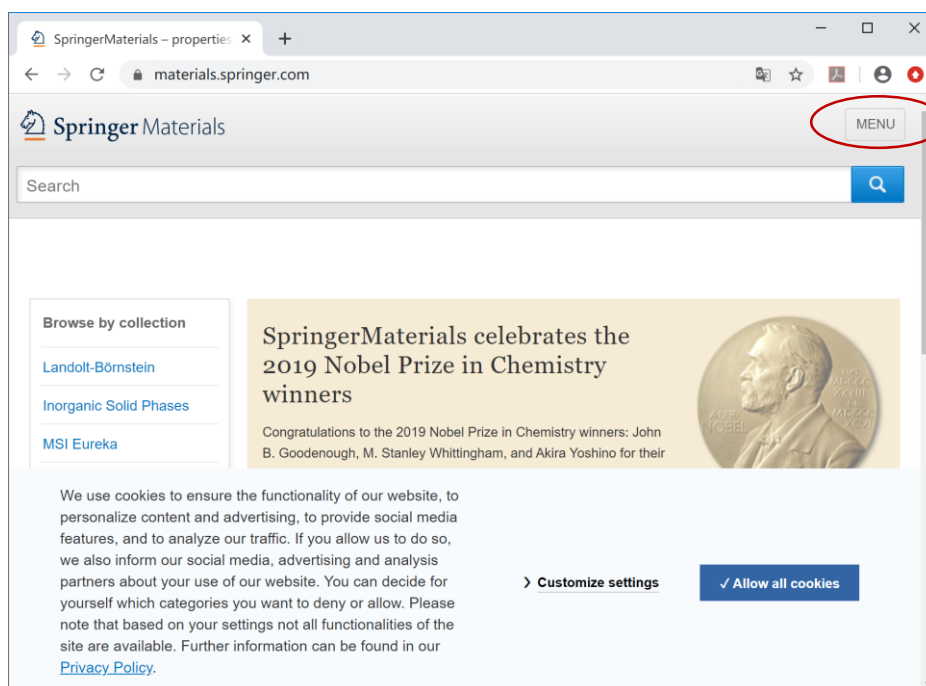 SpringerMaterials – properties
materials.springer.com
Springer Materials
MENU
Search
Browse by collection
Landolt-Börnstein
Inorganic Solid Phases
MSI Eureka
SpringerMaterials celebrates the
2019 Nobel Prize in Chemistry
winners
Congratulations to the 2019 Nobel Prize in Chemistry winners: John
B. Goodenough, M. Stanley Whittingham, and Akira Yoshino for their
We use cookies to ensure the functionality of our website, to
personalize content and advertising, to provide social media
features, and to analyze our traffic. If you allow us to do so,
we also inform our social media, advertising and analysis
partners about your use of our website. You can decide for
yourself which categories you want to deny or allow. Please
note that based on your settings not all functionalities of the
site are available. Further information can be found in our
Privacy Policy.
Customize settings
✓ Allow all cookies